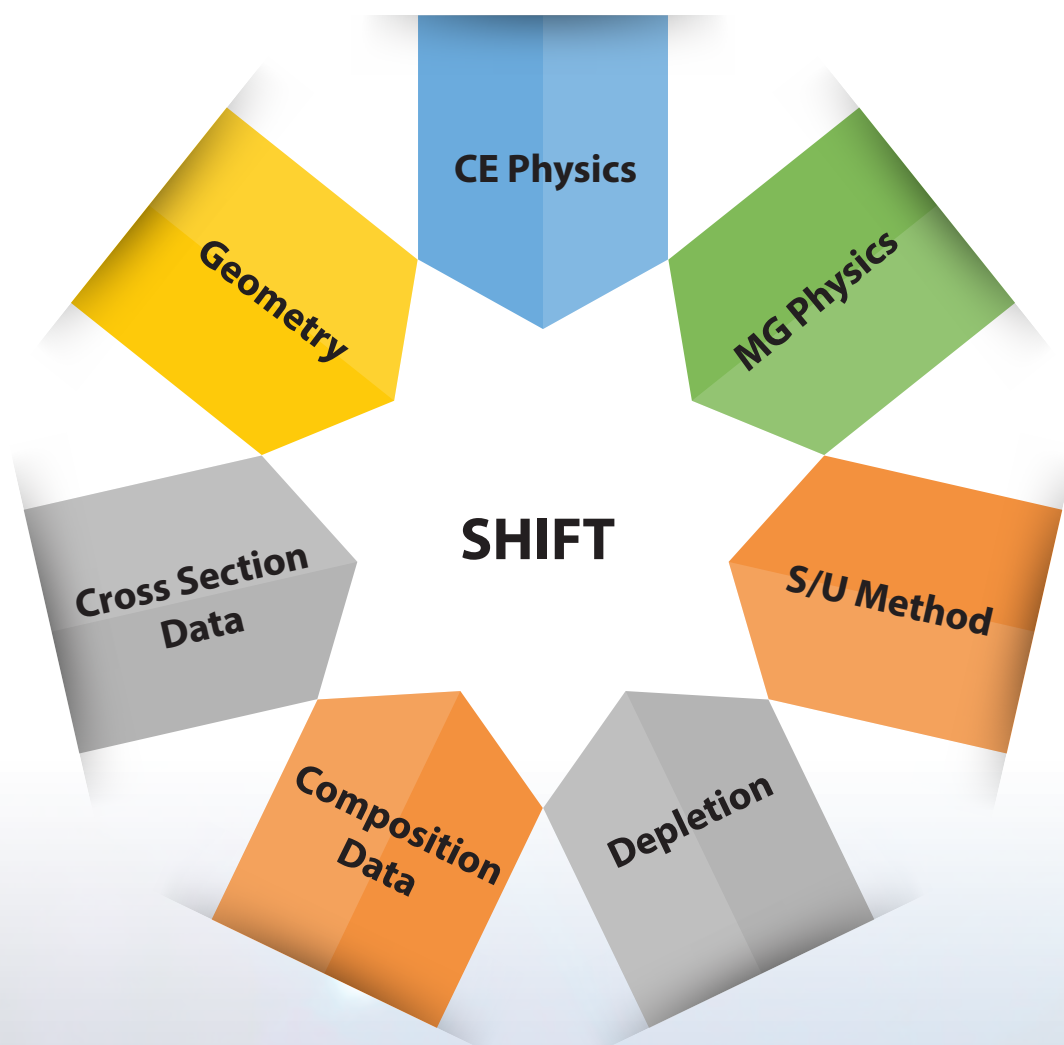 CE Physics
MG Physics
S/U Method
Depletion
Composition
Data
Cross Section
Data
Geometry
SHIFT